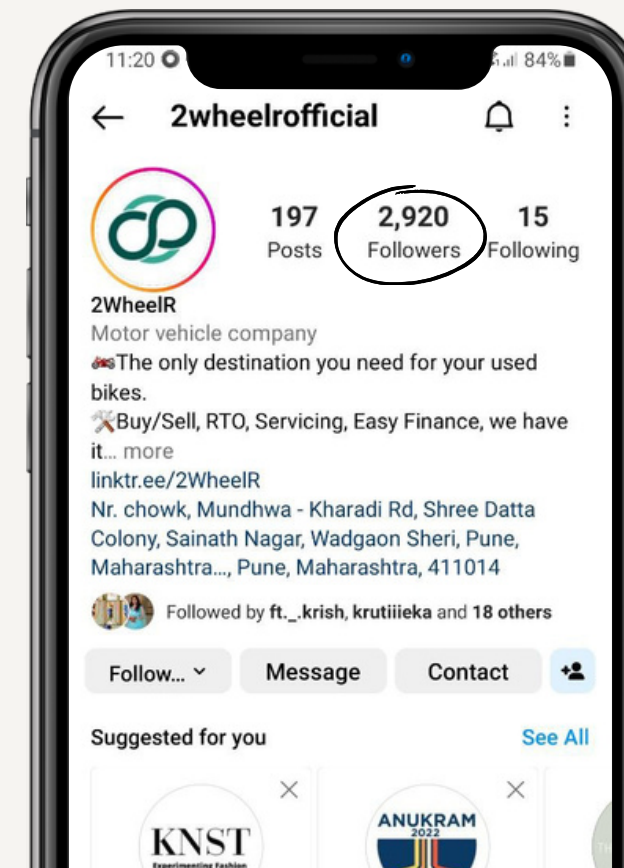 11:20
84%
2wheelrofficial
197 2,920 15
Posts Followers Following
2WheelR
Motor vehicle company
🏍️The only destination you need for your used
bikes.
🛠️Buy/Sell, RTO, Servicing, Easy Finance, we have
it... more
linktr.ee/2WheelR
Nr. chowk, Mundhwa - Kharadi Rd, Shree Datta
Colony, Sainath Nagar, Wadgaon Sheri, Pune,
Maharashtra..., Pune, Maharashtra, 411014
Followed by ft._.krish, krutiiieka and 18 others
Follow... Message Contact
Suggested for you See All
KNST
Experimenting Fashion
ANUKRAM
2022